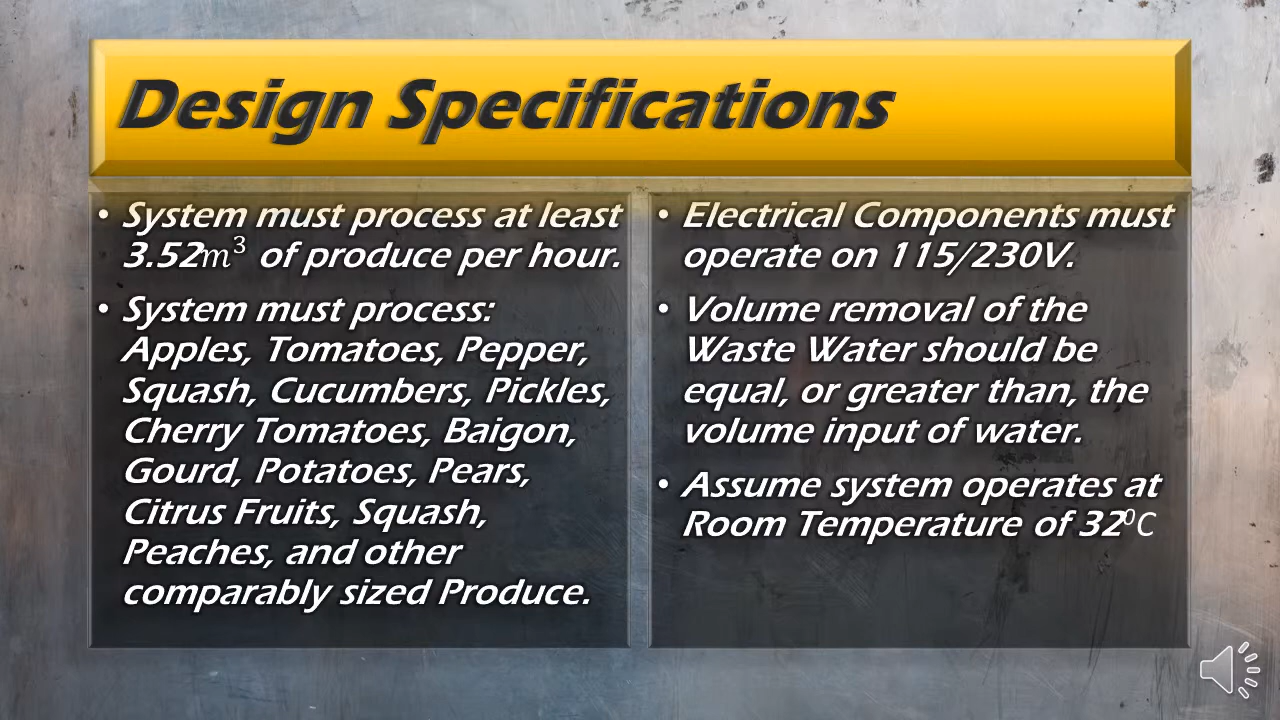 Design Specifications
• System must process at least
3.52m³ of produce per hour.
• System must process:
Apples, Tomatoes, Pepper,
Squash, Cucumbers, Pickles,
Cherry Tomatoes, Baigon,
Gourd, Potatoes, Pears,
Citrus Fruits, Squash,
Peaches, and other
comparably sized Produce.
• Electrical Components must
operate on 115/230V.
• Volume removal of the
Waste Water should be
equal, or greater than, the
volume input of water.
• Assume system operates at
Room Temperature of 32⁰C